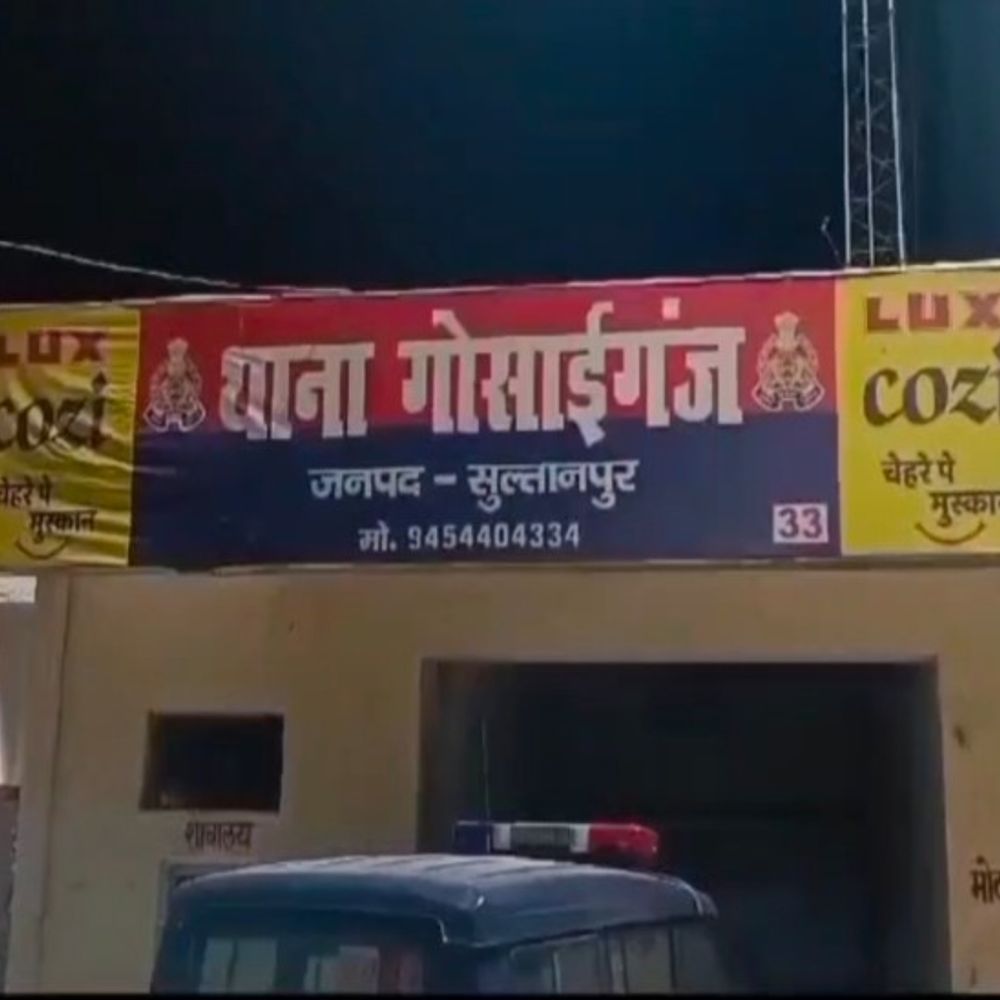 LUX
cozi
चेहरे पे
मुस्कान
थाना गोसाईगंज
जनपद - सुल्तानपुर
मो. 9454404334
33
LUX
cozi
चेहरे पे
मुस्कान
शौचालय